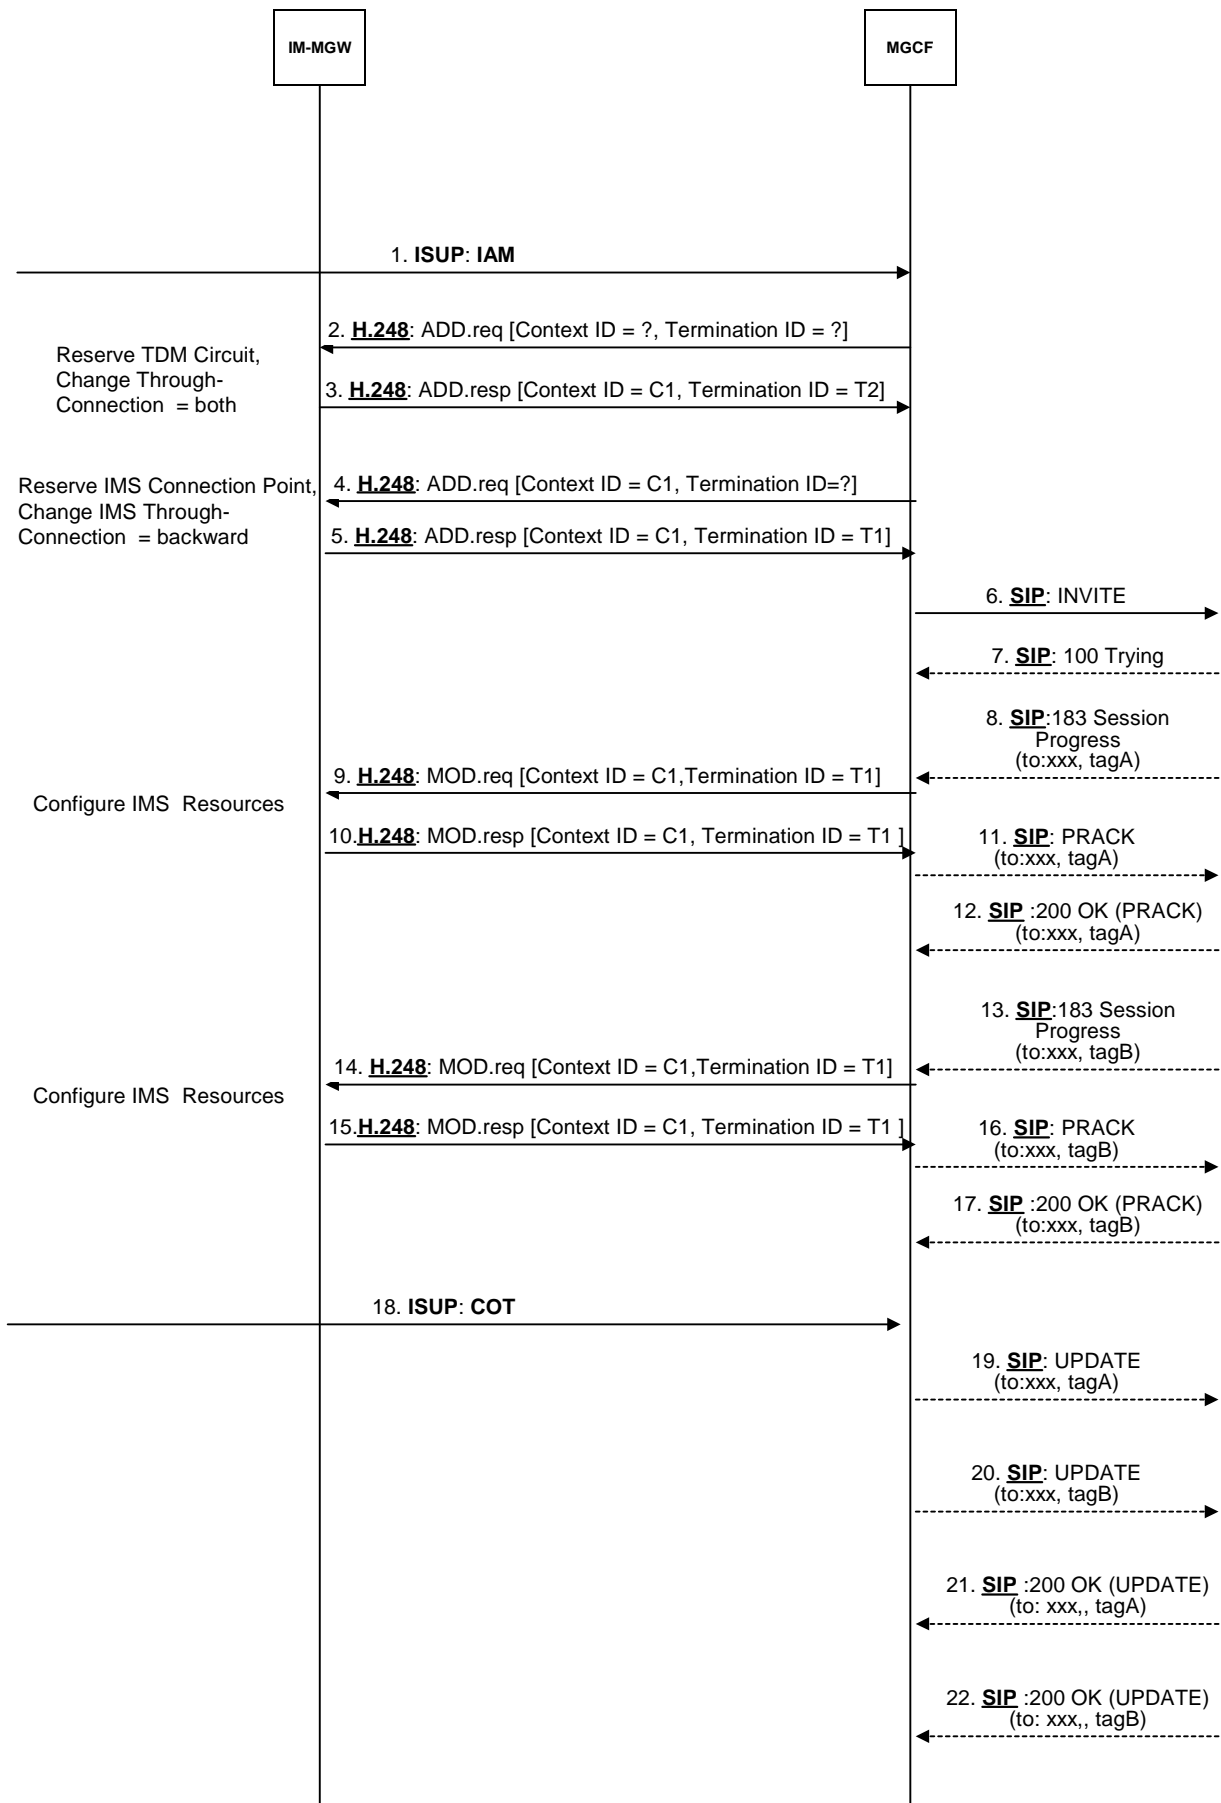 IM-MGW
MGCF
1. ISUP: IAM
2. H.248: ADD.req [Context ID = ?, Termination ID = ?]
Reserve TDM Circuit,
Change Through-
Connection = both
3. H.248: ADD.resp [Context ID = C1, Termination ID = T2]
4. H.248: ADD.req [Context ID = C1, Termination ID=?]
Reserve IMS Connection Point,
Change IMS Through-
Connection = backward
5. H.248: ADD.resp [Context ID = C1, Termination ID = T1]
6. SIP: INVITE
7. SIP: 100 Trying
8. SIP:183 Session
Progress
(to:xxx, tagA)
9. H.248: MOD.req [Context ID = C1,Termination ID = T1]
Configure IMS Resources
10.H.248: MOD.resp [Context ID = C1, Termination ID = T1 ]
11. SIP: PRACK
(to:xxx, tagA)
12. SIP :200 OK (PRACK)
(to:xxx, tagA)
13. SIP:183 Session
Progress
(to:xxx, tagB)
14. H.248: MOD.req [Context ID = C1,Termination ID = T1]
Configure IMS Resources
15.H.248: MOD.resp [Context ID = C1, Termination ID = T1 ]
16. SIP: PRACK
(to:xxx, tagB)
17. SIP :200 OK (PRACK)
(to:xxx, tagB)
18. ISUP: COT
19. SIP: UPDATE
(to:xxx, tagA)
20. SIP: UPDATE
(to:xxx, tagB)
21. SIP :200 OK (UPDATE)
(to: xxx,, tagA)
22. SIP :200 OK (UPDATE)
(to: xxx,, tagB)